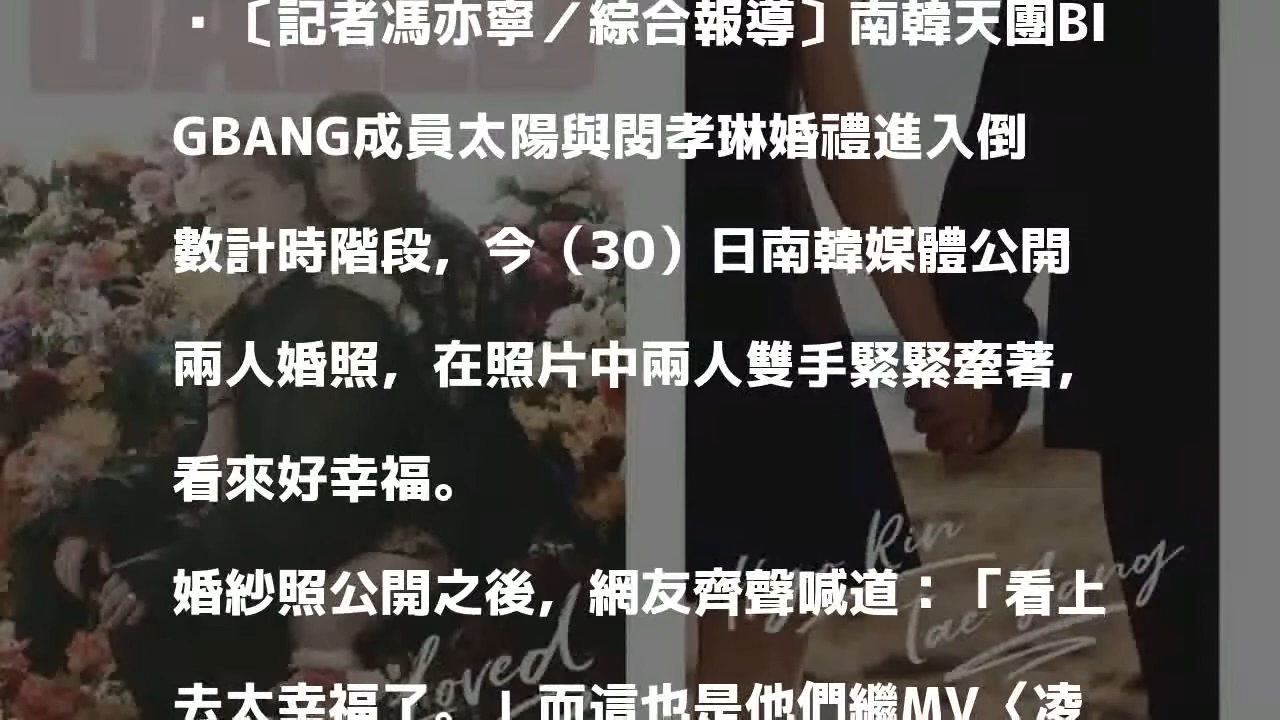 ·〔記者馮亦寧／綜合報導〕南韓天團BI
GBANG成員太陽與閔孝琳婚禮進入倒
數計時階段，今（30）日南韓媒體公開
兩人婚照，在照片中兩人雙手緊緊牽著，
看來好幸福。
婚紗照公開之後，網友齊聲喊道：「看上
去太幸福了。」而這也是他們繼MV〈凌
Hyo Rin
Tae Yang
loved